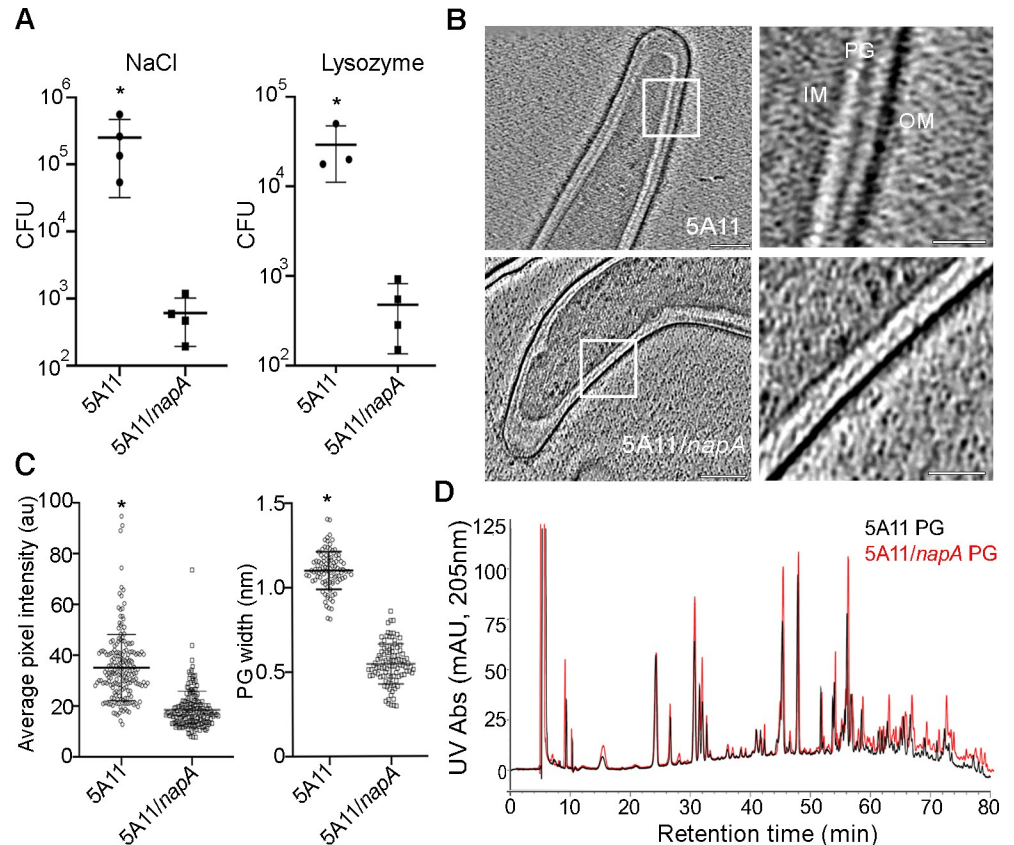 A
NaCl
Lysozyme
CFU
10^6
10^5
10^4
10^3
10^2
5A11
5A11/napA
CFU
10^5
10^4
10^3
10^2
5A11
5A11/napA
*
*
B
5A11
PG
IM
OM
5A11/napA
C
Average pixel intensity (au)
100
80
60
40
20
0
*
5A11
5A11/napA
PG width (nm)
1.5
1.0
0.5
0
*
5A11
5A11/napA
D
UV Abs (mAU, 205nm)
125
100
75
50
25
0
5A11 PG
5A11/napA PG
0 10 20 30 40 50 60 70 80
Retention time (min)